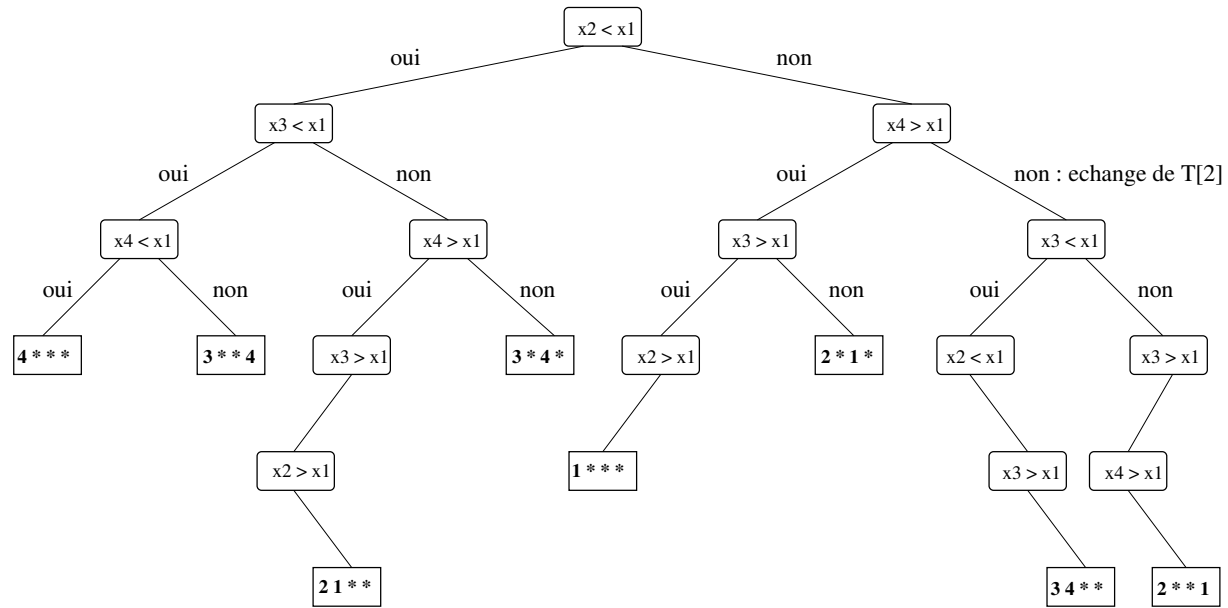 x2 < x1
oui
non
x3 < x1
x4 > x1
oui
non
oui
non : echange de T[2]
x4 < x1
x4 > x1
x3 > x1
x3 < x1
oui
non
oui
non
oui
non
oui
non
4 * * *
3 * * 4
x3 > x1
3 * 4 *
x2 > x1
2 * 1 *
x2 < x1
x3 > x1
x2 > x1
1 * * *
x3 > x1
x4 > x1
2 1 * *
3 4 * *
2 * * 1